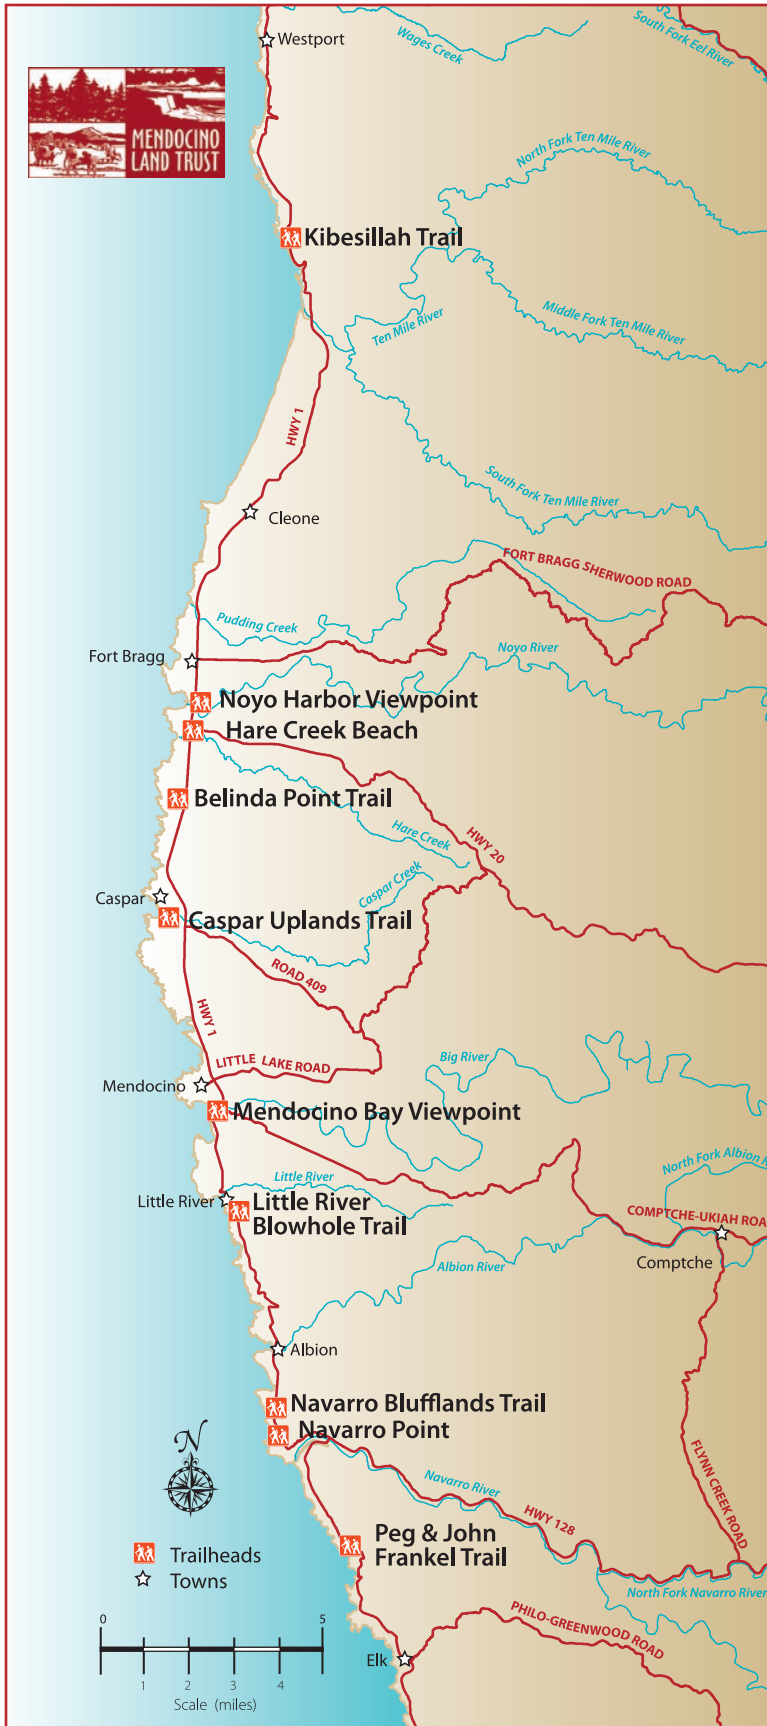 Westport
Wages Creek
South Fork Eel River
MENDOCINO
LAND TRUST
North Fork Ten Mile River
Kibesillah Trail
Ten Mile River
Middle Fork Ten Mile River
HWY 1
South Fork Ten Mile River
Cleone
FORT BRAGG SHERWOOD ROAD
Pudding Creek
Fort Bragg
Noyo River
Noyo Harbor Viewpoint
Hare Creek Beach
Belinda Point Trail
Hare Creek
HWY 20
Caspar Creek
Caspar
Caspar Uplands Trail
ROAD 409
HWY 1
Big River
LITTLE LAKE ROAD
Mendocino
Mendocino Bay Viewpoint
North Fork Albion R
Little River
Little River
Little River
Blowhole Trail
COMPTCHE-UKIAH ROA
Comptche
Albion River
Albion
Navarro Blufflands Trail
Navarro Point
N
Navarro River
FLYNN CREEK ROAD
HWY 128
Peg & John
Frankel Trail
Trailheads
Towns
North Fork Navarro River
PHILO-GREENWOOD ROAD
0 5
Elk
1 2 3 4
Scale (miles)